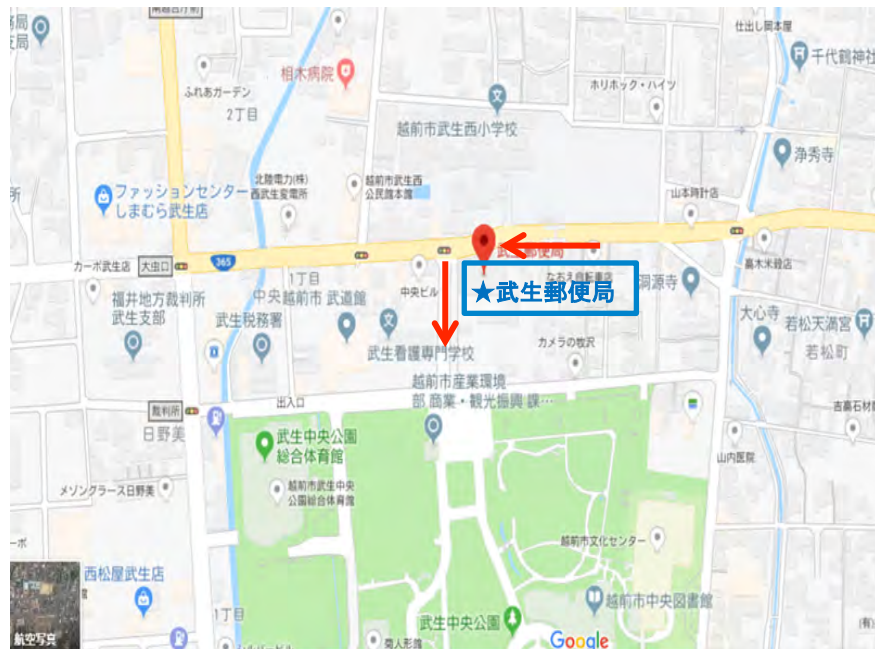 仕出し岡本屋
千代鶴神社
相木病院
ふれあガーデン
2丁目
ホリホック・ハイツ
越前市武生西小学校
浄秀寺
北陸電力(株)
西武生変電所
越前市武生西
公民館本館
ファッションセンター
しまむら武生店
山本時計店
武生郵便局
カーボ武生店
大虫口
365
1丁目
中央
越前市 武道館
中央ビル
なおえ自転車店
洞源寺
高木米穀店
★武生郵便局
福井地方裁判所
武生支部
武生税務署
大心寺
若松天満宮
若松町
武生看護専門学校
カメラの牧沢
越前市産業環境
部 商業・観光振興 課…
出入口
裁判所
日野美
吉高石材
武生中央公園
総合体育館
山内医院
メゾングラース日野美
越前市武生中央
公園総合体育館
越前市文化センター
西松屋武生店
越前市中央図書館
1丁目
武生中央公園
菊人形館
航空写真
Google